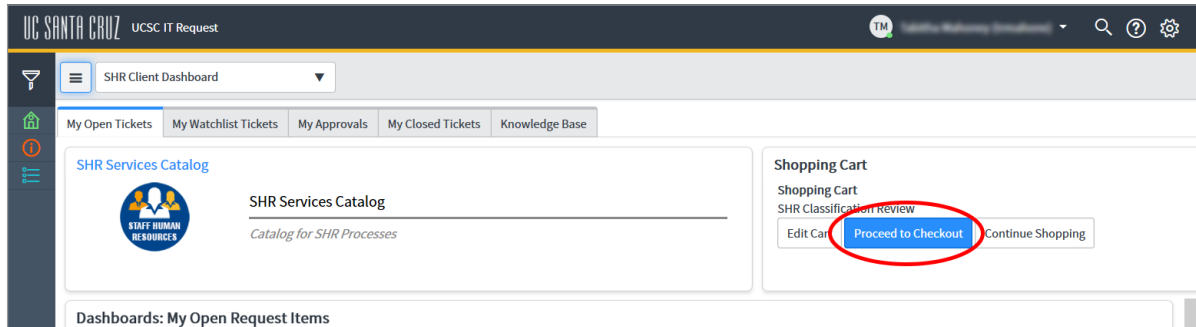 UC SANTA CRUZ UCSC IT Request TM
SHR Client Dashboard
My Open Tickets My Watchlist Tickets My Approvals My Closed Tickets Knowledge Base
SHR Services Catalog
STAFF HUMAN
RESOURCES
SHR Services Catalog
Catalog for SHR Processes
Shopping Cart
Shopping Cart
SHR Classification Review
Edit Car Proceed to Checkout Continue Shopping
Dashboards: My Open Request Items